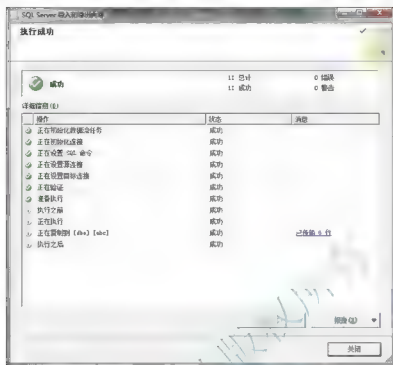 SQL Server 导入和导出向导
执行成功
成功
11 总计
0 错误
11 成功
0 警告
详细信息(E)
操作 状态 消息
正在初始化数据流任务 成功
正在初始化连接 成功
正在设置 SQL 命令 成功
正在设置源连接 成功
正在设置目标连接 成功
正在验证 成功
准备执行 成功
执行之前 成功
正在执行 成功
正在复制到 [dbo] [abc] 成功 已传输 6 行
执行之后 成功
报告(R)
关闭